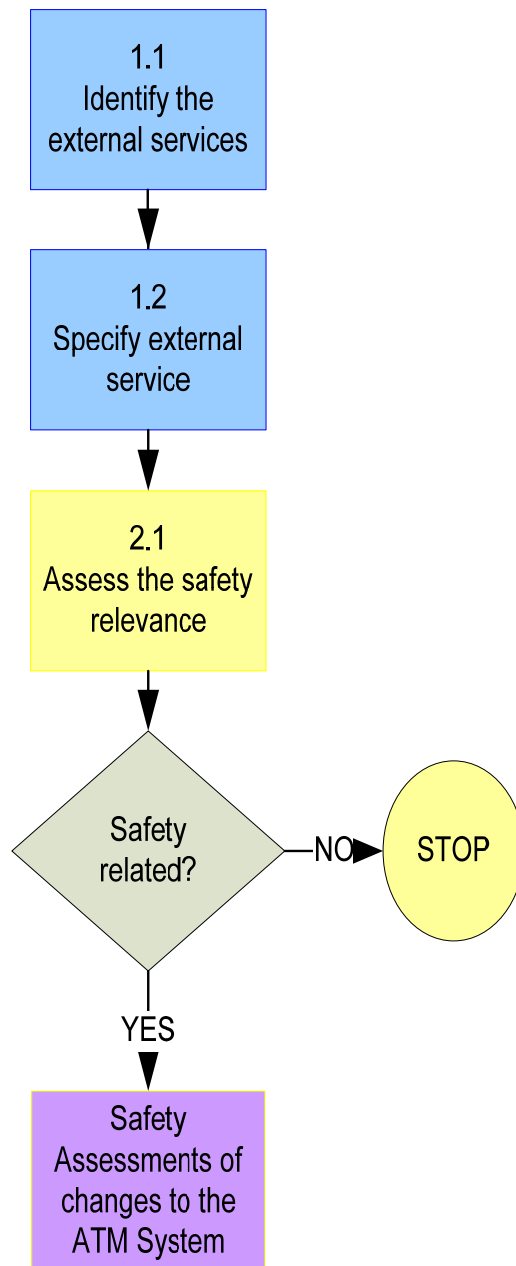 1.1
Identify the
external services
1.2
Specify external
service
2.1
Assess the safety
relevance
Safety
related?
NO
STOP
YES
Safety
Assessments of
changes to the
ATM System